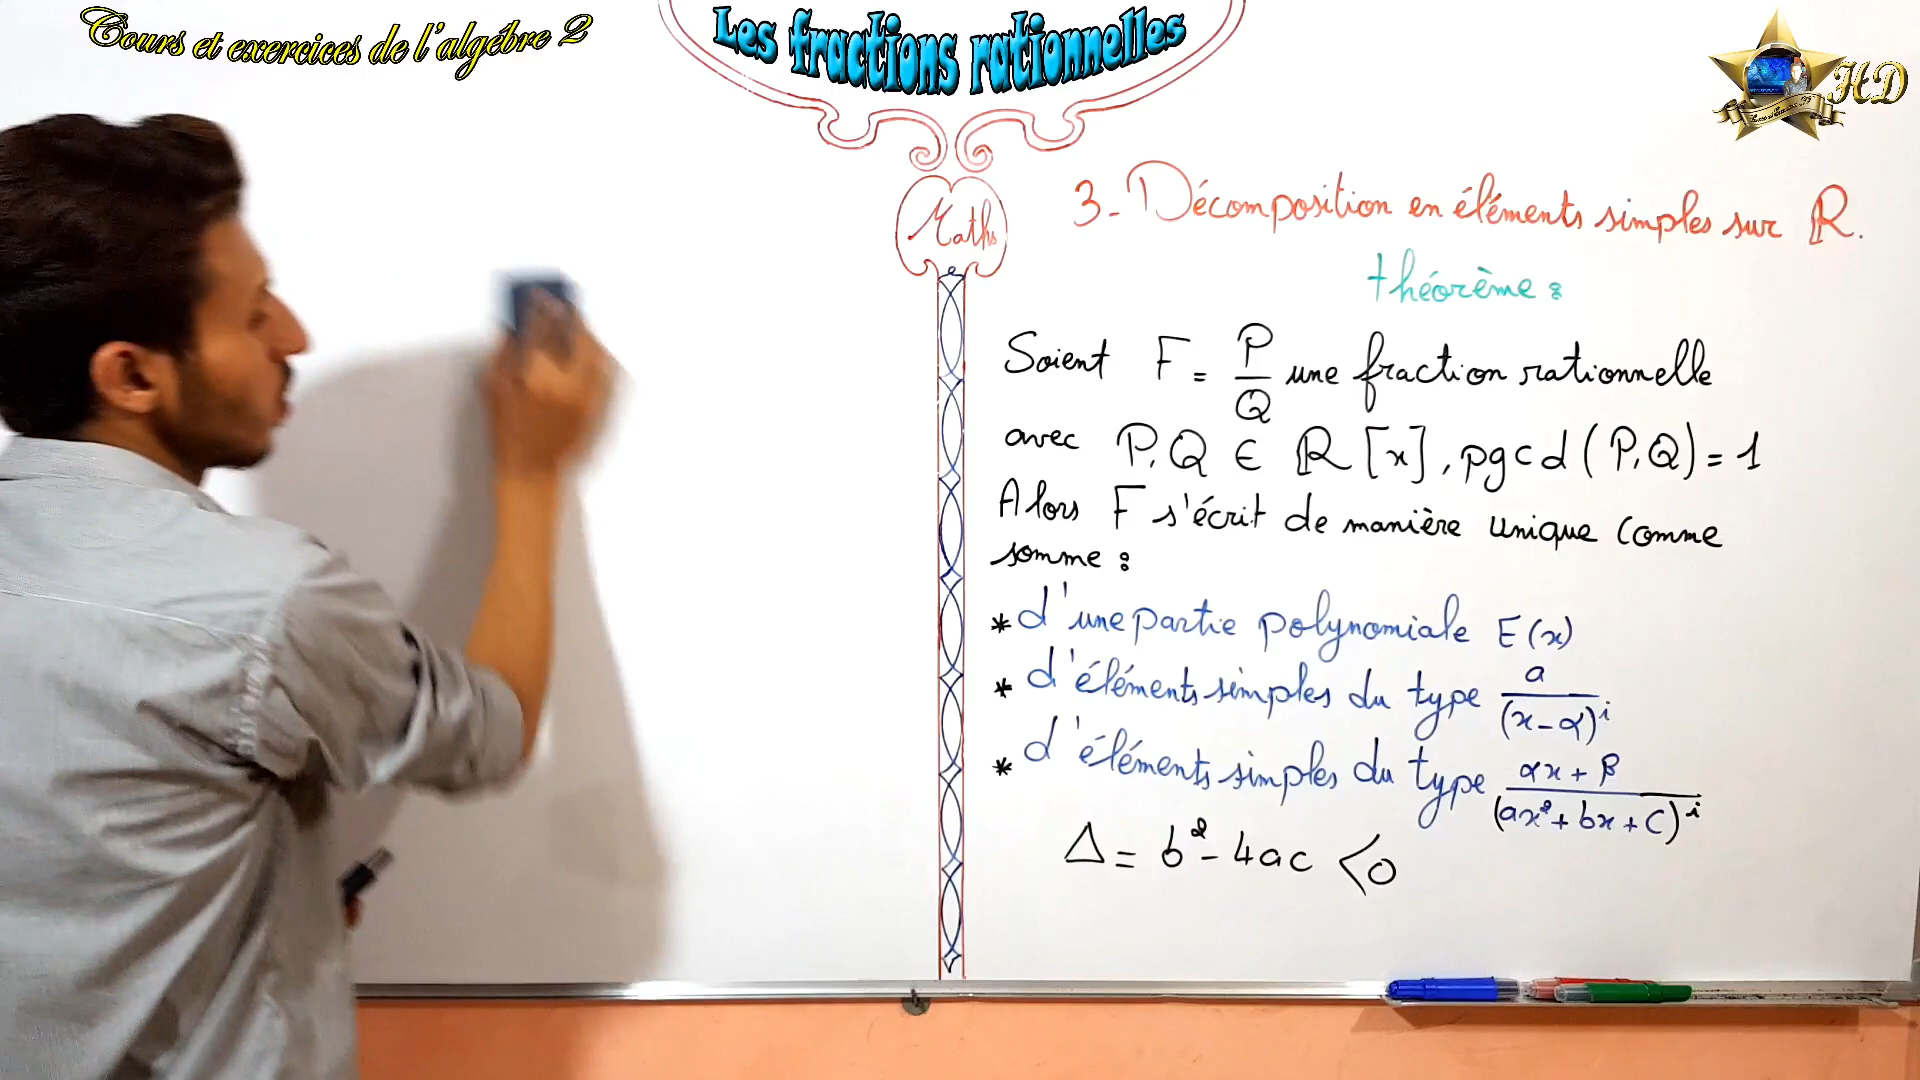 Cours et exercices de l'algébre 2
Les fractions rationnelles
HD
Maths
3- Décomposition en éléments simples sur ℝ.
théorème :
Soient F = P/Q une fraction rationnelle
avec P,Q ∈ ℝ[x], pgcd(P,Q) = 1
Alors F s'écrit de manière unique comme
somme :
* d'une partie polynomiale E(x)
* d'éléments simples du type a/(x-α)^i
* d'éléments simples du type (αx+β)/(ax²+bx+c)^i
Δ = b² - 4ac < 0